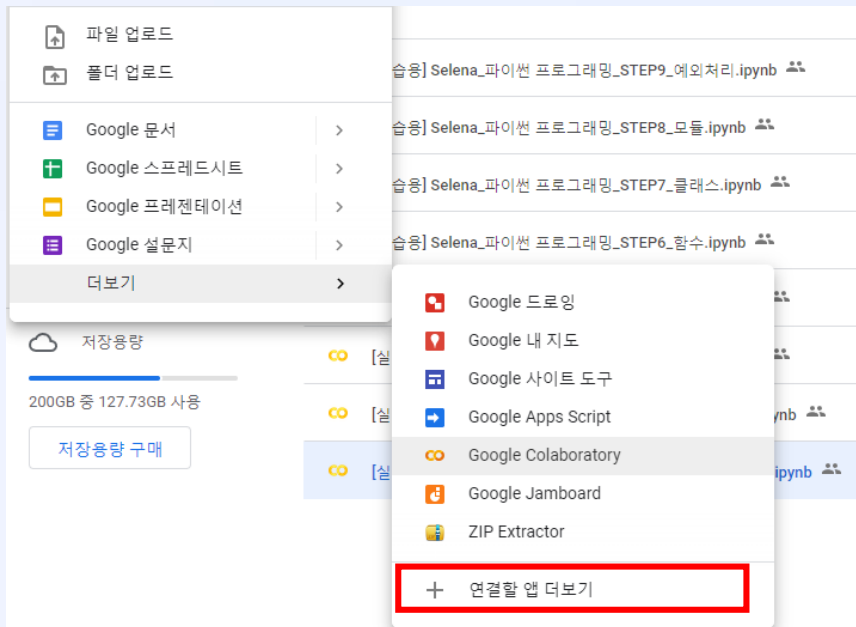 파일 업로드
폴더 업로드
Google 문서
Google 스프레드시트
Google 프레젠테이션
Google 설문지
더보기
저장용량
200GB 중 127.73GB 사용
저장용량 구매
습용] Selena_파이썬 프로그래밍_STEP9_예외처리.ipynb
습용] Selena_파이썬 프로그래밍_STEP8_모듈.ipynb
습용] Selena_파이썬 프로그래밍_STEP7_클래스.ipynb
습용] Selena_파이썬 프로그래밍_STEP6_함수.ipynb
[실
[실
ynb
[실
ipynb
Google 드로잉
Google 내 지도
Google 사이트 도구
Google Apps Script
Google Colaboratory
Google Jamboard
ZIP Extractor
연결할 앱 더보기